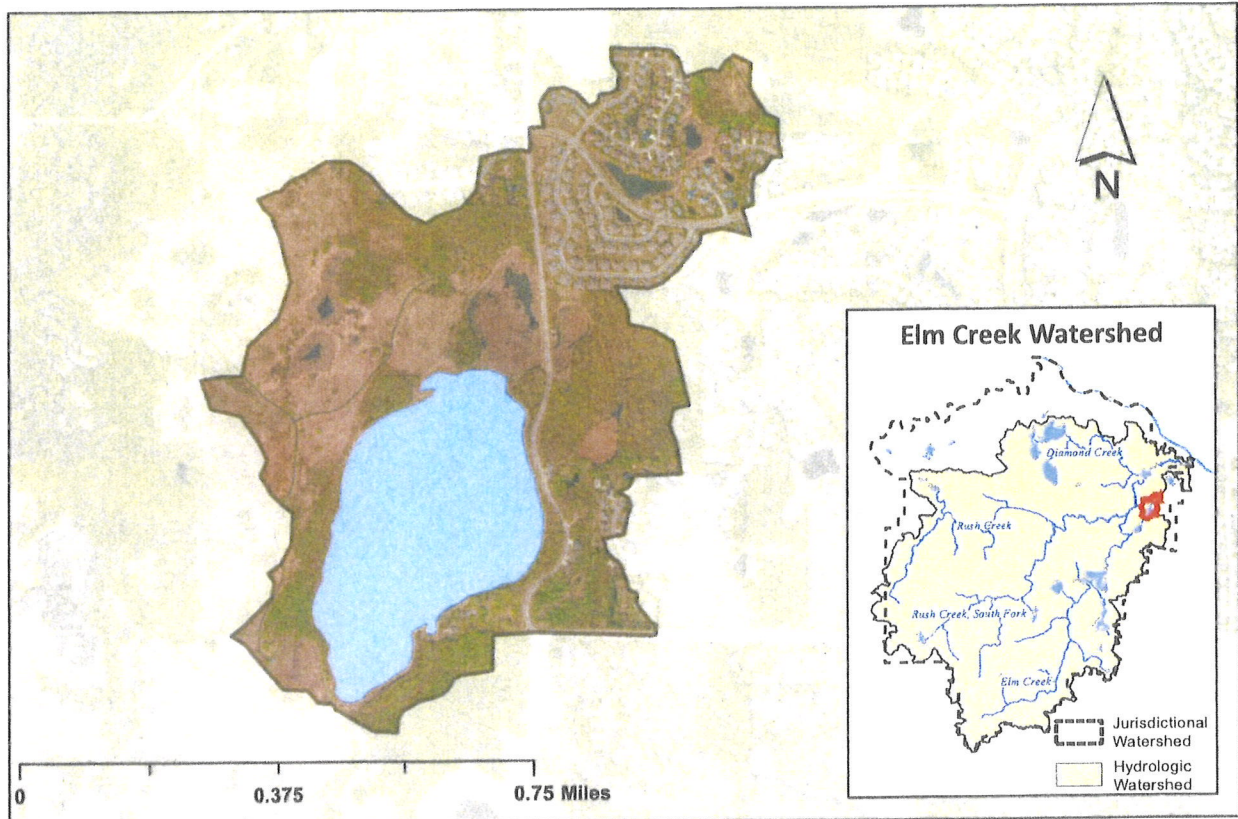 N
Elm Creek Watershed
Diamond Creek
Rush Creek
Rush Creek, South Fork
Elm Creek
Jurisdictional
Watershed
Hydrologic
Watershed
0 0.375 0.75 Miles